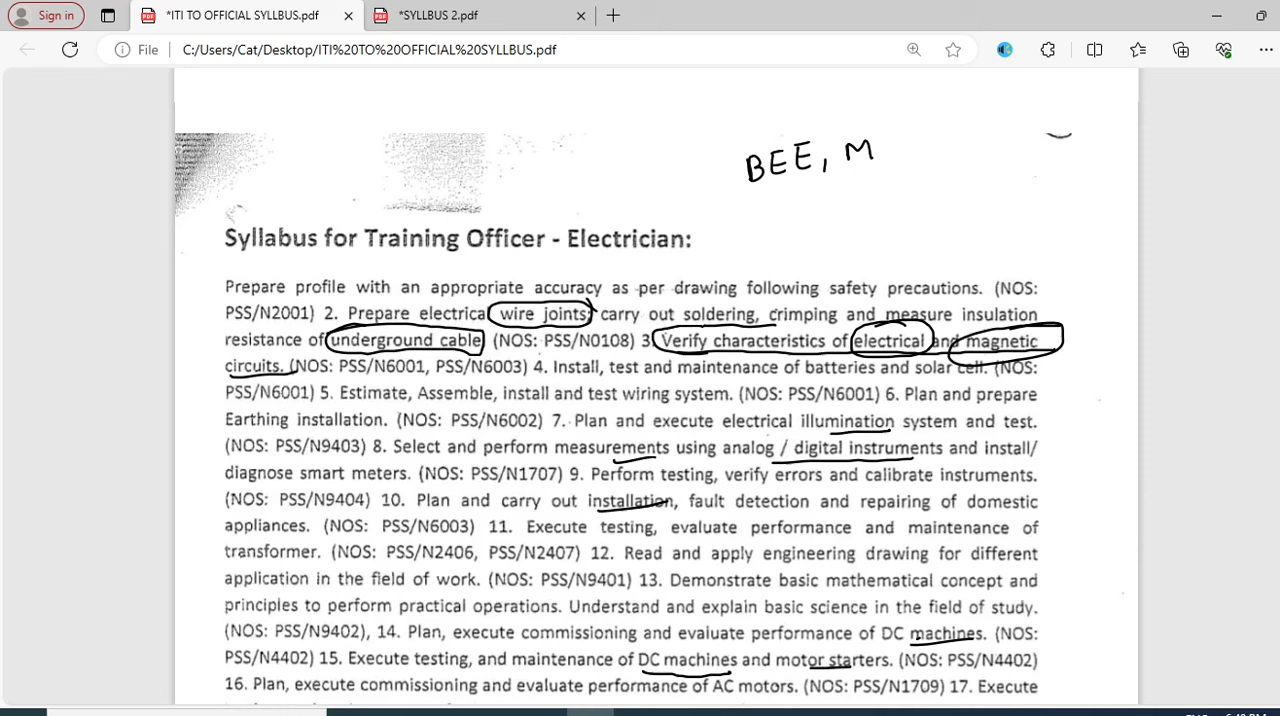 Sign in
*ITI TO OFFICIAL SYLLBUS.pdf
*SYLLBUS 2.pdf
File C:/Users/Cat/Desktop/ITI%20TO%20OFFICIAL%20SYLLBUS.pdf
BEE, M
Syllabus for Training Officer - Electrician:
Prepare profile with an appropriate accuracy as per drawing following safety precautions. (NOS:
PSS/N2001) 2. Prepare electrical wire joints, carry out soldering, crimping and measure insulation
resistance of underground cable (NOS: PSS/N0108) 3. Verify characteristics of electrical and magnetic
circuits. (NOS: PSS/N6001, PSS/N6003) 4. Install, test and maintenance of batteries and solar cell. (NOS:
PSS/N6001) 5. Estimate, Assemble, install and test wiring system. (NOS: PSS/N6001) 6. Plan and prepare
Earthing installation. (NOS: PSS/N6002) 7. Plan and execute electrical illumination system and test.
(NOS: PSS/N9403) 8. Select and perform measurements using analog / digital instruments and install/
diagnose smart meters. (NOS: PSS/N1707) 9. Perform testing, verify errors and calibrate instruments.
(NOS: PSS/N9404) 10. Plan and carry out installation, fault detection and repairing of domestic
appliances. (NOS: PSS/N6003) 11. Execute testing, evaluate performance and maintenance of
transformer. (NOS: PSS/N2406, PSS/N2407) 12. Read and apply engineering drawing for different
application in the field of work. (NOS: PSS/N9401) 13. Demonstrate basic mathematical concept and
principles to perform practical operations. Understand and explain basic science in the field of study.
(NOS: PSS/N9402), 14. Plan, execute commissioning and evaluate performance of DC machines. (NOS:
PSS/N4402) 15. Execute testing, and maintenance of DC machines and motor starters. (NOS: PSS/N4402)
16. Plan, execute commissioning and evaluate performance of AC motors. (NOS: PSS/N1709) 17. Execute